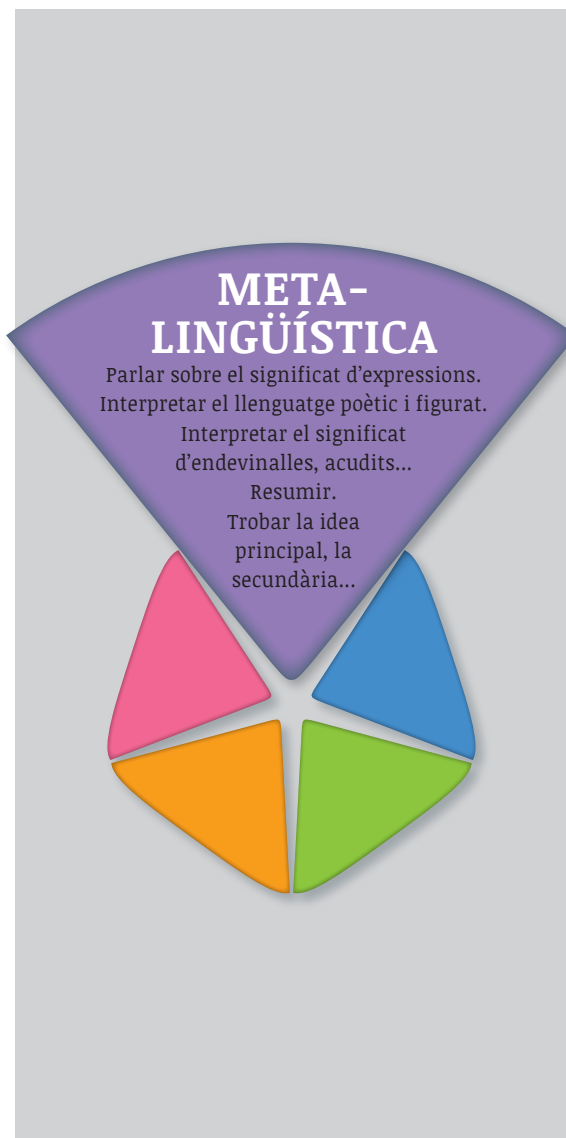 META-
LINGÜÍSTICA
Parlar sobre el significat d’expressions.
Interpretar el llenguatge poètic i figurat.
Interpretar el significat
d’endevinalles, acudits...
Resumir.
Trobar la idea
principal, la
secundària...